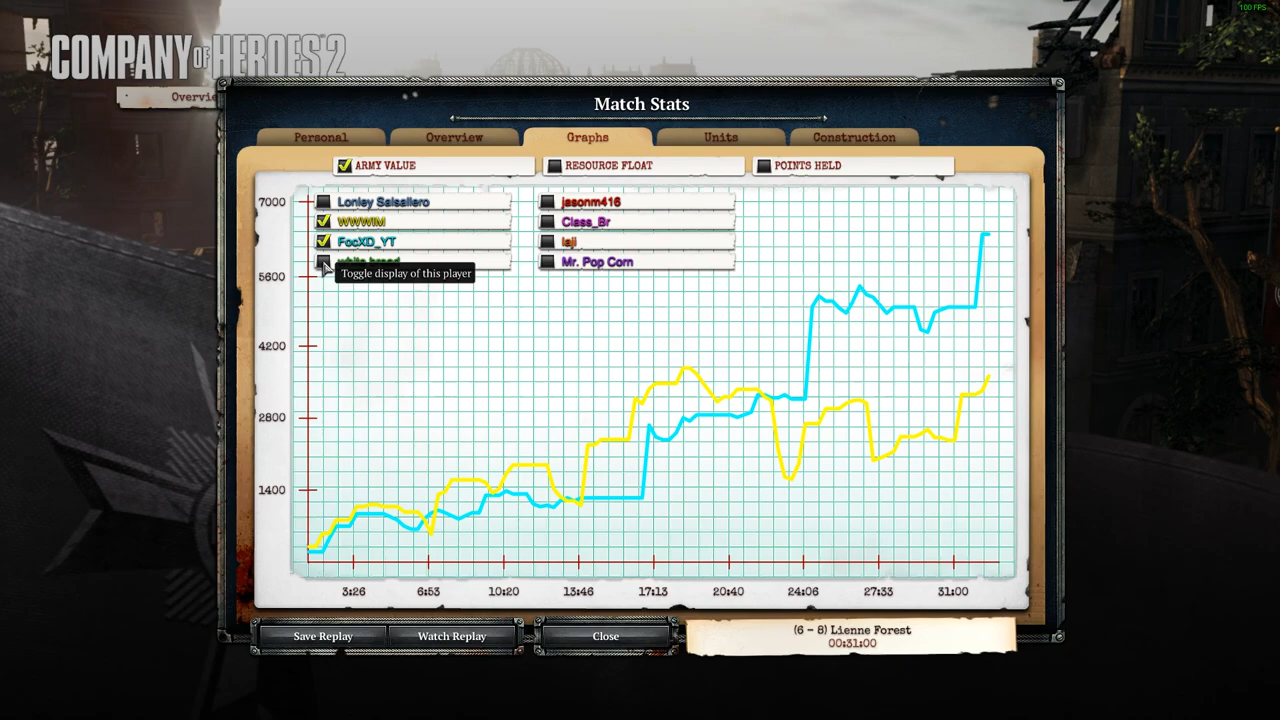 100 FPS
COMPANY OF HEROES 2
Overvie
Match Stats
Personal Overview Graphs Units Construction
ARMY VALUE RESOURCE FLOAT POINTS HELD
7000
Lonley Salsallero jasonm416
WWWIM Class_Br
FocXD_YT laji
white bread Mr. Pop Corn
Toggle display of this player
5600
4200
2800
1400
3:26 6:53 10:20 13:46 17:13 20:40 24:06 27:33 31:00
Save Replay Watch Replay Close
(6 - 8) Lienne Forest
00:31:00